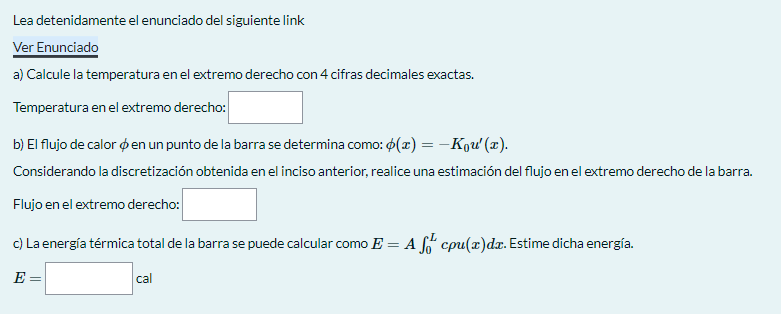 Lea detenidamente el enunciado del siguiente link
Ver Enunciado
a) Calcule la temperatura en el extremo derecho con 4 cifras decimales exactas.
Temperatura en el extremo derecho:
b) El flujo de calor ϕ en un punto de la barra se determina como: ϕ(x) = −K₀u′(x).
Considerando la discretización obtenida en el inciso anterior, realice una estimación del flujo en el extremo derecho de la barra.
Flujo en el extremo derecho:
c) La energía térmica total de la barra se puede calcular como E = A ∫₀ᴸ cρu(x)dx. Estime dicha energía.
E = cal